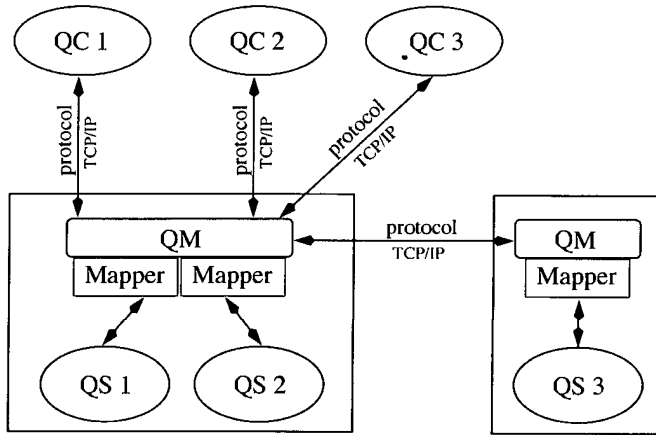 QC 1
QC 2
QC 3
protocol
TCP/IP
protocol
TCP/IP
protocol
TCP/IP
QM
Mapper
Mapper
protocol
TCP/IP
QM
Mapper
QS 1
QS 2
QS 3